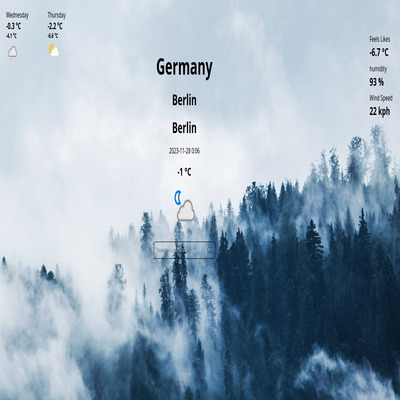 Wednesday
-0.3 °C
-4.1 °C
Thursday
-2.2 °C
-6.6 °C
Germany
Berlin
Berlin
2023-11-28 0:06
-1 °C
Feels Likes
-6.7 °C
humidity
93 %
Wind Speed
22 kph